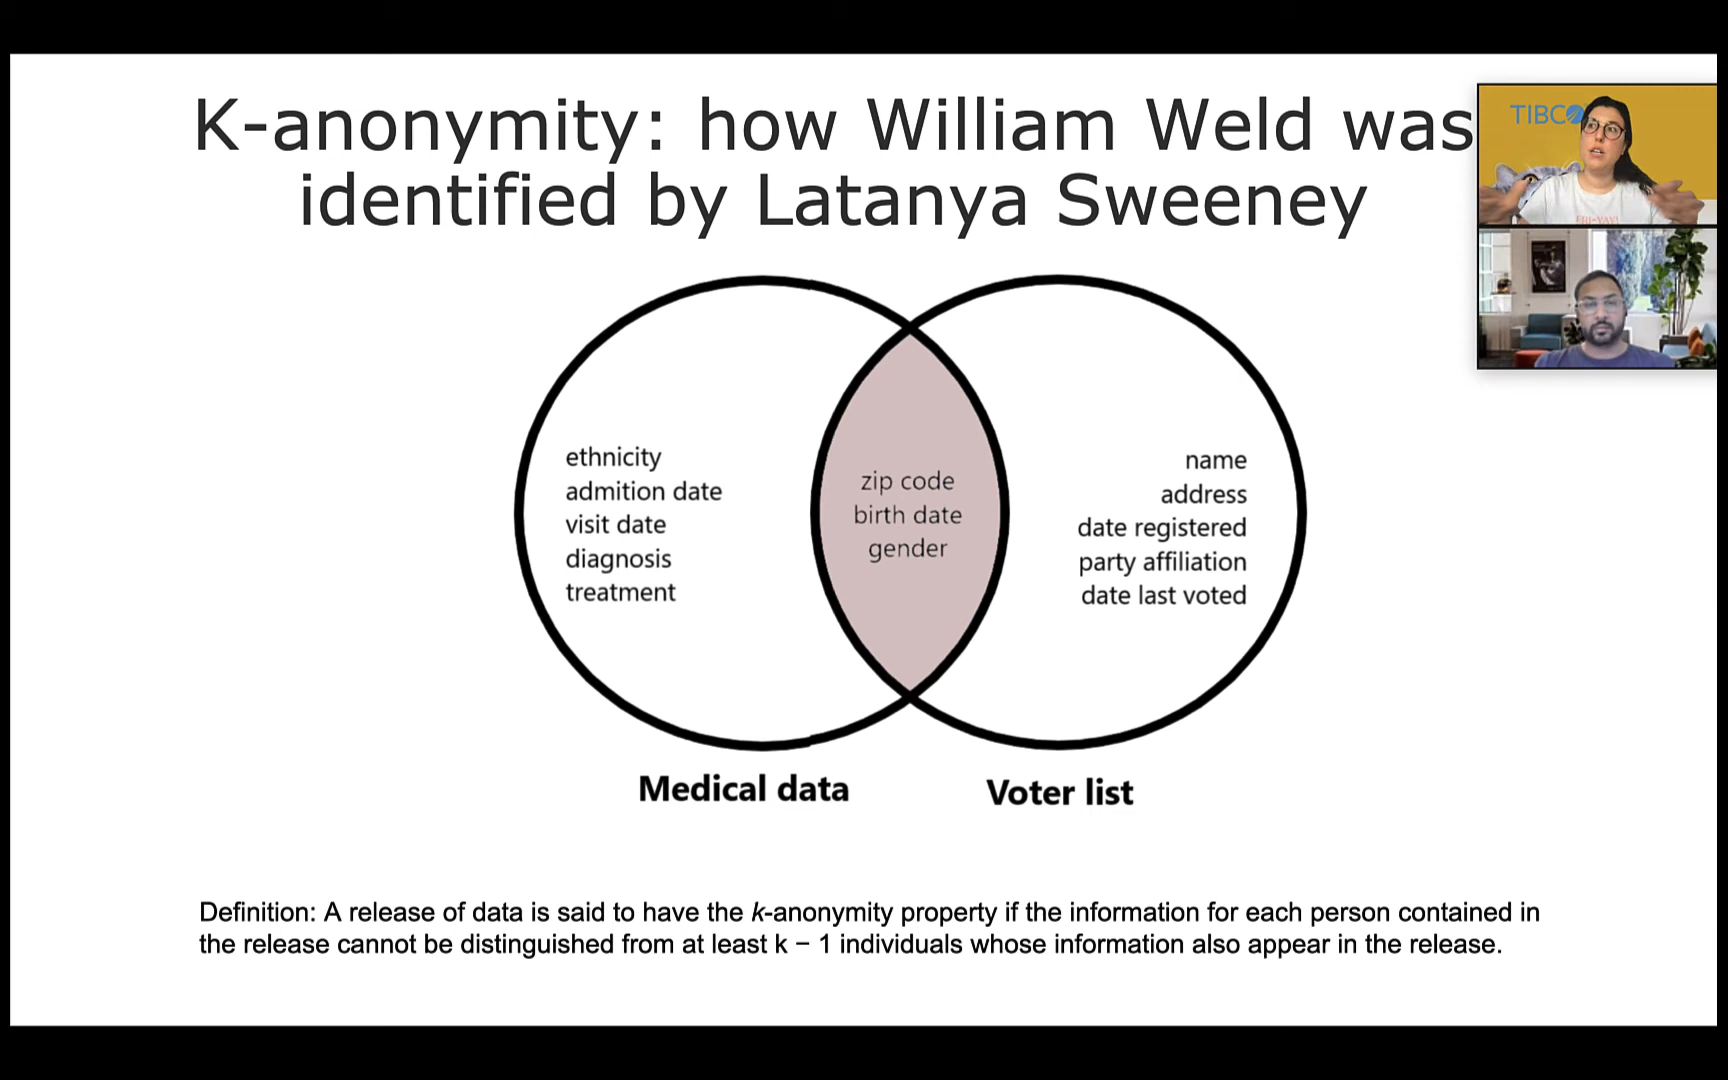 K-anonymity: how William Weld was
identified by Latanya Sweeney
TIBCO
ethnicity
admition date
visit date
diagnosis
treatment
zip code
birth date
gender
name
address
date registered
party affiliation
date last voted
Medical data
Voter list
Definition: A release of data is said to have the k-anonymity property if the information for each person contained in
the release cannot be distinguished from at least k − 1 individuals whose information also appear in the release.